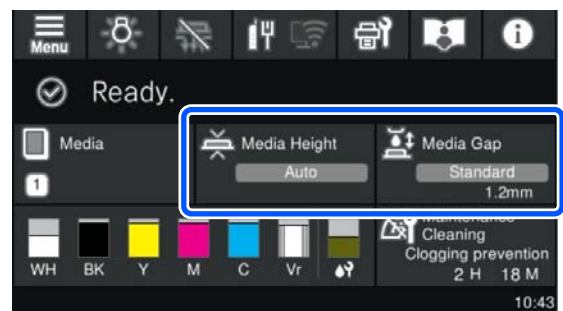 Menu
Ready.
Media
Media Height
Media Gap
Auto
Standard
1
1.2mm
Maintenance
Cleaning
Clogging prevention
2 H 18 M
WH BK Y M C Vr
10:43